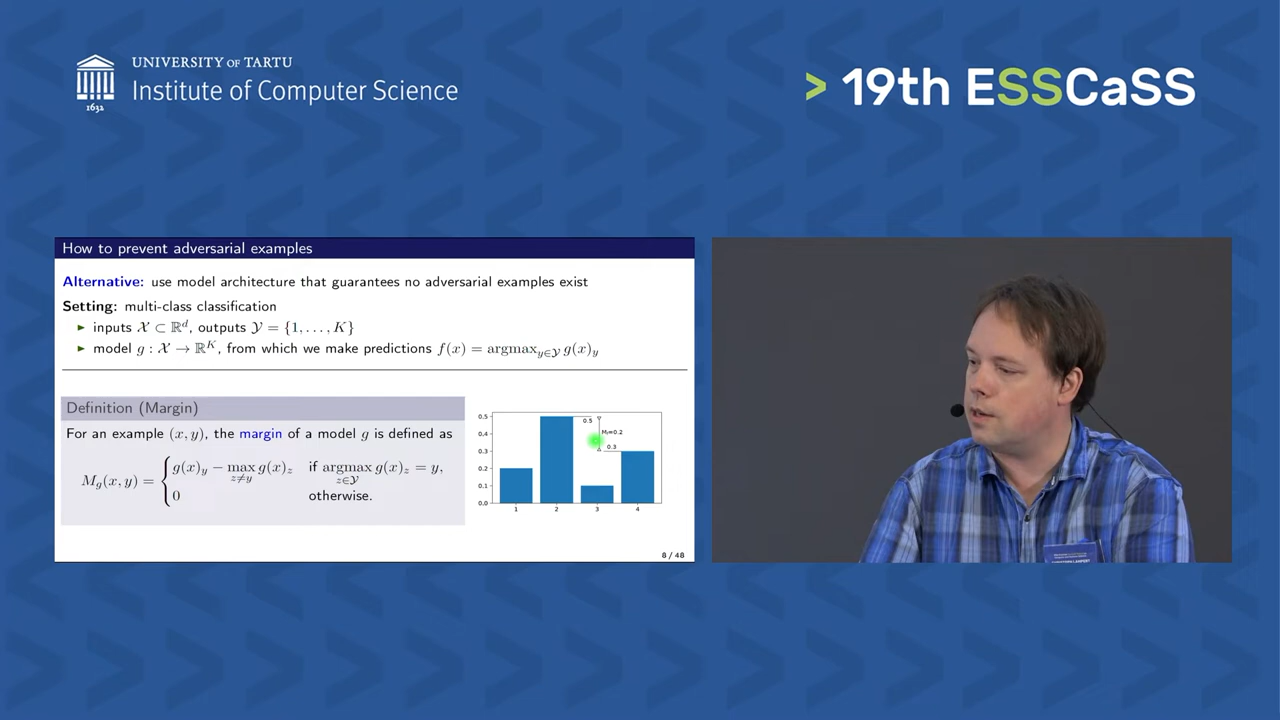 UNIVERSITY OF TARTU
Institute of Computer Science
1632
> 19th ESSCaSS
How to prevent adversarial examples
Alternative: use model architecture that guarantees no adversarial examples exist
Setting: multi-class classification
► inputs 𝒳 ⊂ ℝ^d, outputs 𝒴 = {1, . . . , K}
► model g : 𝒳 → ℝ^K, from which we make predictions f(x) = argmax_{y∈𝒴} g(x)_y
Definition (Margin)
For an example (x, y), the margin of a model g is defined as
M_g(x, y) = { g(x)_y − max_{z≠y} g(x)_z if argmax_{z∈𝒴} g(x)_z = y,
0 otherwise.
0.5
0.4
0.3
0.2
0.1
0.0
1 2 3 4
0.5
0.3
8 / 48